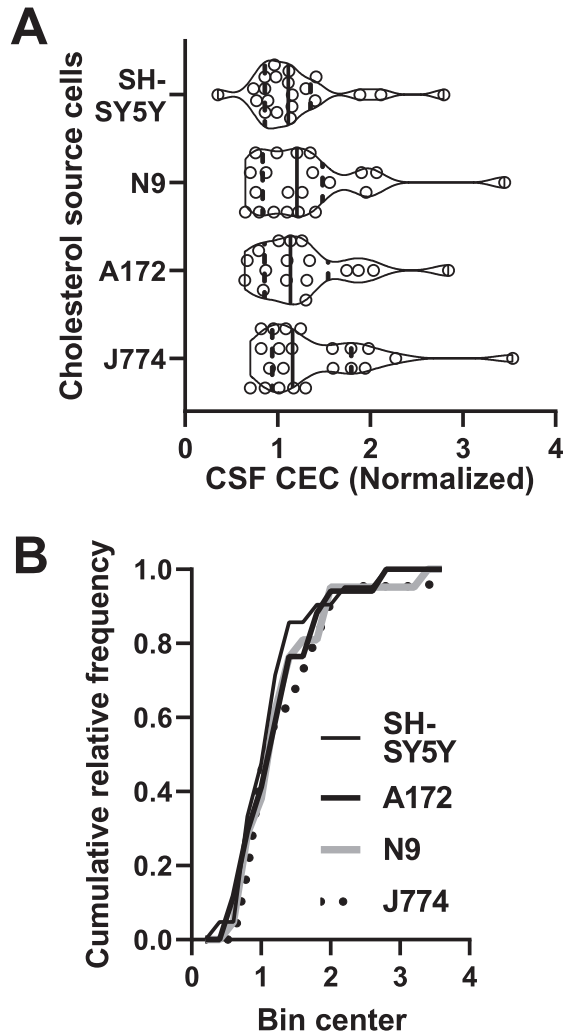 A
Cholesterol source cells
SH-
SY5Y
N9
A172
J774
0 1 2 3 4
CSF CEC (Normalized)
B
Cumulative relative frequency
1.0
0.8
0.6
0.4
0.2
0.0
SH-
SY5Y
A172
N9
J774
0 1 2 3 4
Bin center